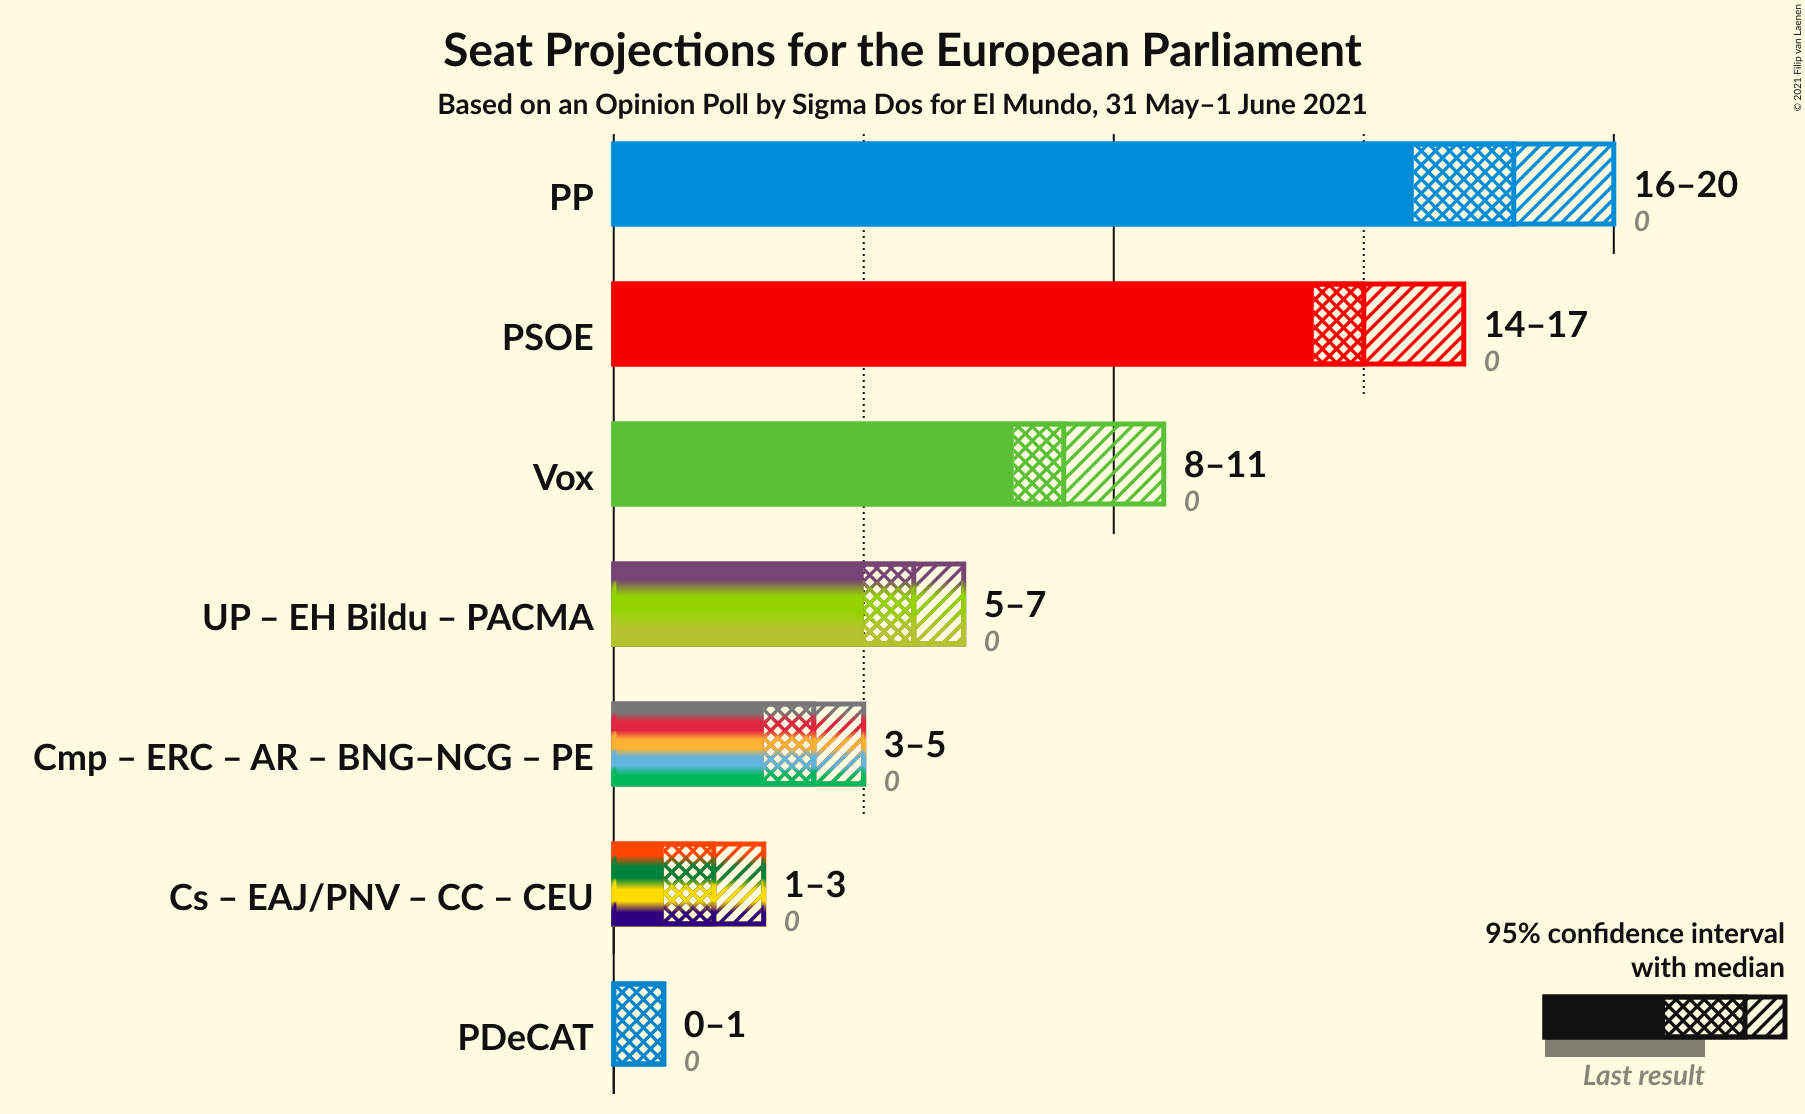 Seat Projections for the European Parliament
Based on an Opinion Poll by Sigma Dos for El Mundo, 31 May–1 June 2021
© 2021 Filip van Laenen
PP
16–20
0
PSOE
14–17
0
Vox
8–11
0
UP – EH Bildu – PACMA
5–7
0
Cmp – ERC – AR – BNG–NCG – PE
3–5
0
Cs – EAJ/PNV – CC – CEU
1–3
0
PDeCAT
0–1
0
95% confidence interval
with median
Last result